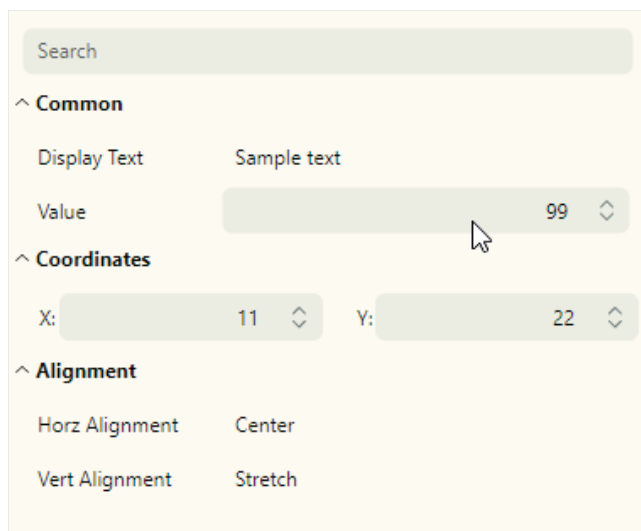 Search
Common
Display Text Sample text
Value 99
Coordinates
X: 11 Y: 22
Alignment
Horz Alignment Center
Vert Alignment Stretch